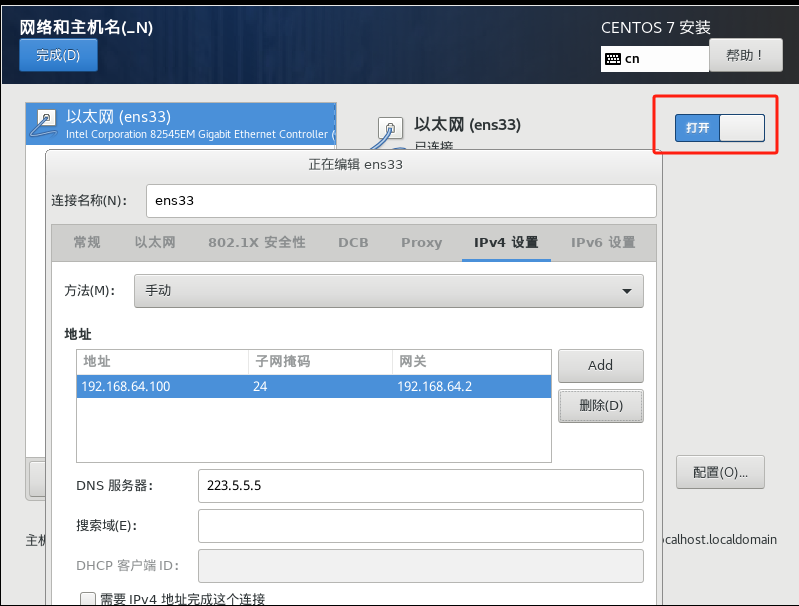 网络和主机名(_N)
CENTOS 7 安装
完成(D)
cn
帮助！
以太网 (ens33)
Intel Corporation 82545EM Gigabit Ethernet Controller (
以太网 (ens33)
已连接
打开
正在编辑 ens33
连接名称(N)：
ens33
常规
以太网
802.1X 安全性
DCB
Proxy
IPv4 设置
IPv6 设置
方法(M)：
手动
地址
地址
子网掩码
网关
192.168.64.100
24
192.168.64.2
Add
删除(D)
DNS 服务器：
223.5.5.5
配置(O)...
搜索域(E)：
主机
ocalhost.localdomain
DHCP 客户端 ID：
需要 IPv4 地址完成这个连接